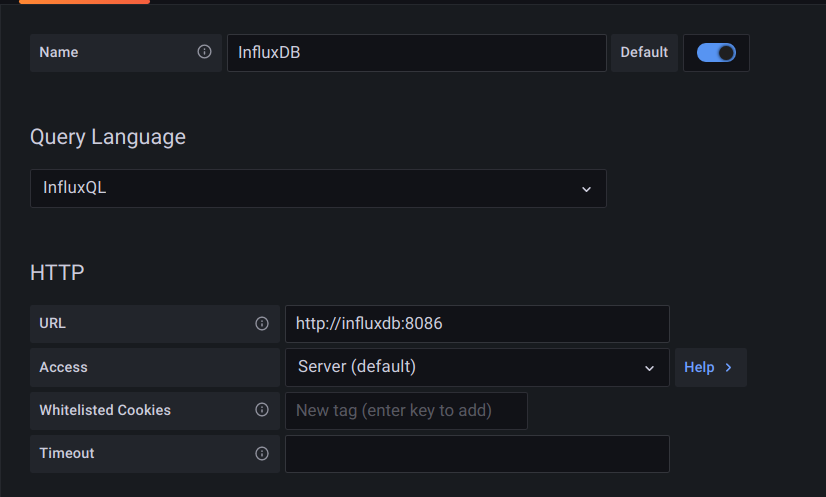 Name InfluxDB Default
Query Language
InfluxQL
HTTP
URL http://influxdb:8086
Access Server (default) Help
Whitelisted Cookies New tag (enter key to add)
Timeout